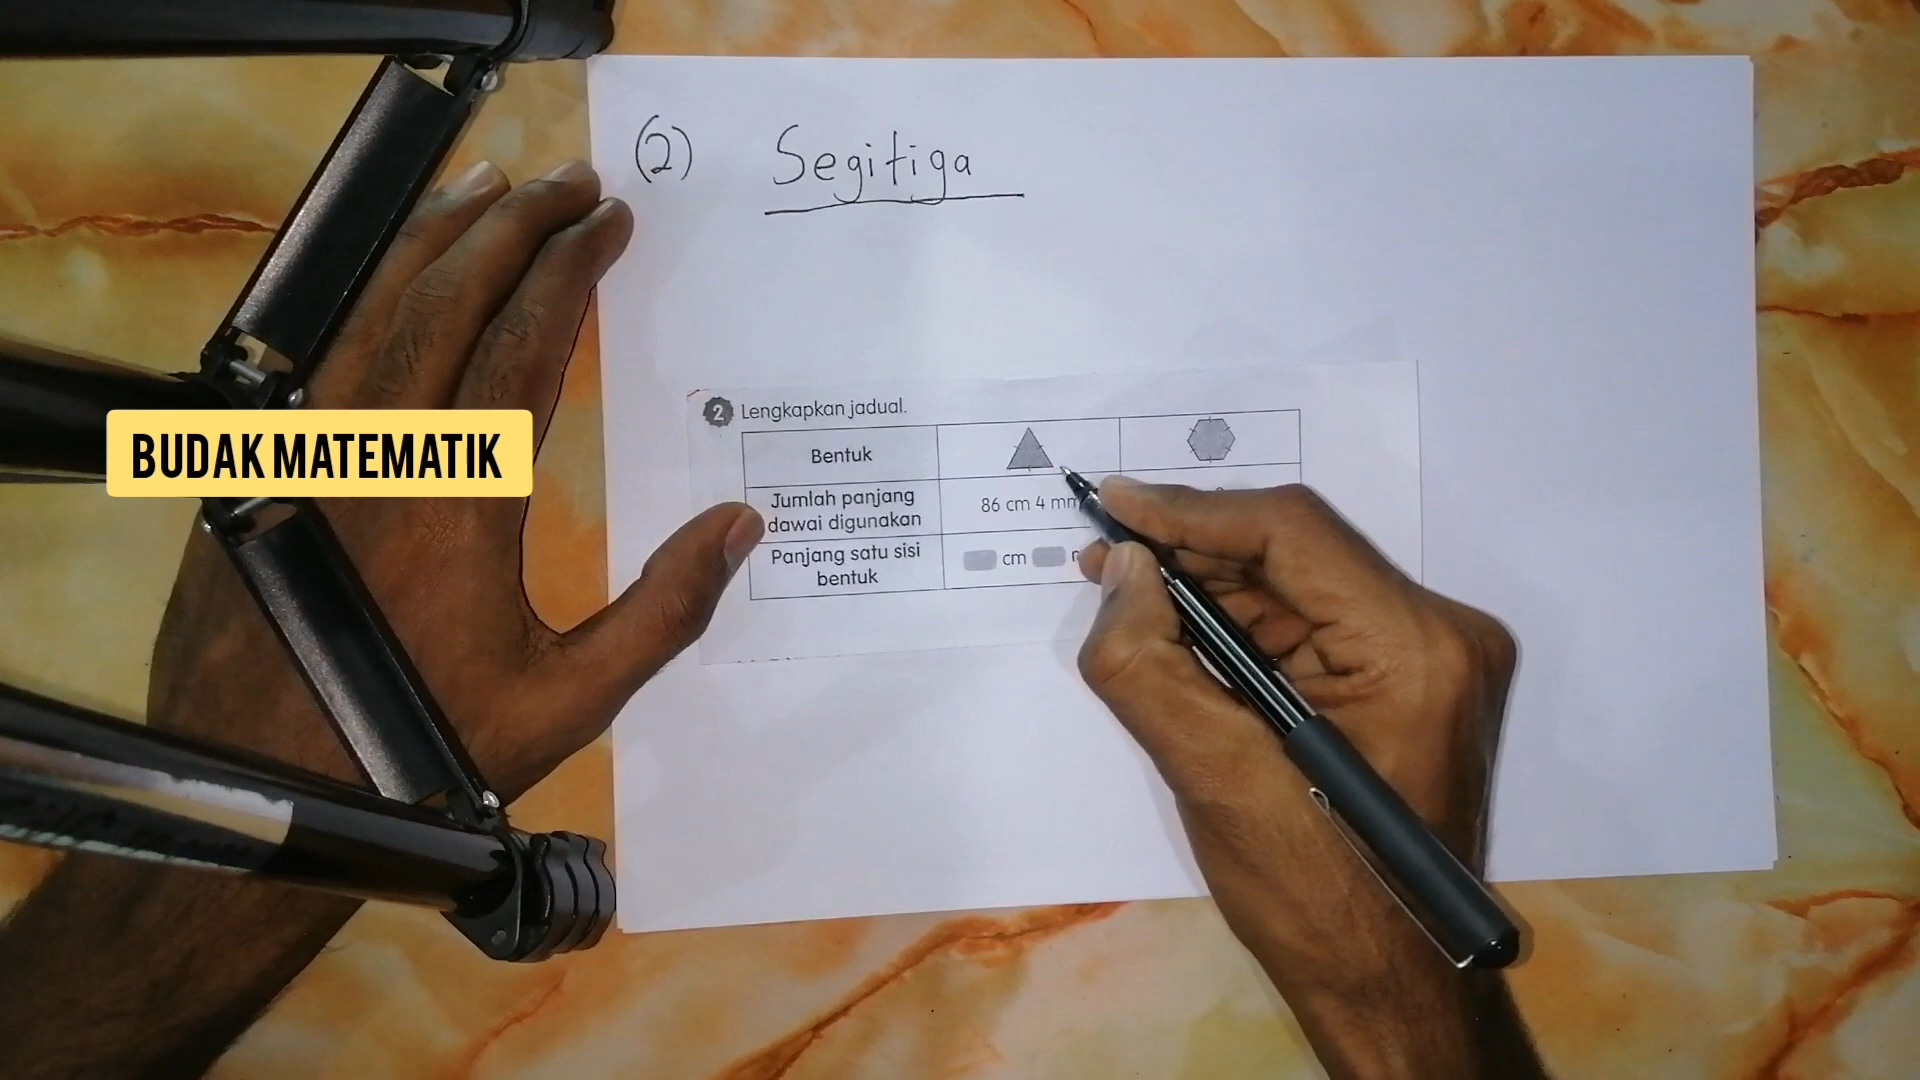 (2) Segitiga
2 Lengkapkan jadual.
Bentuk
Jumlah panjang
dawai digunakan
86 cm 4 mm
Panjang satu sisi
bentuk
cm
BUDAK MATEMATIK